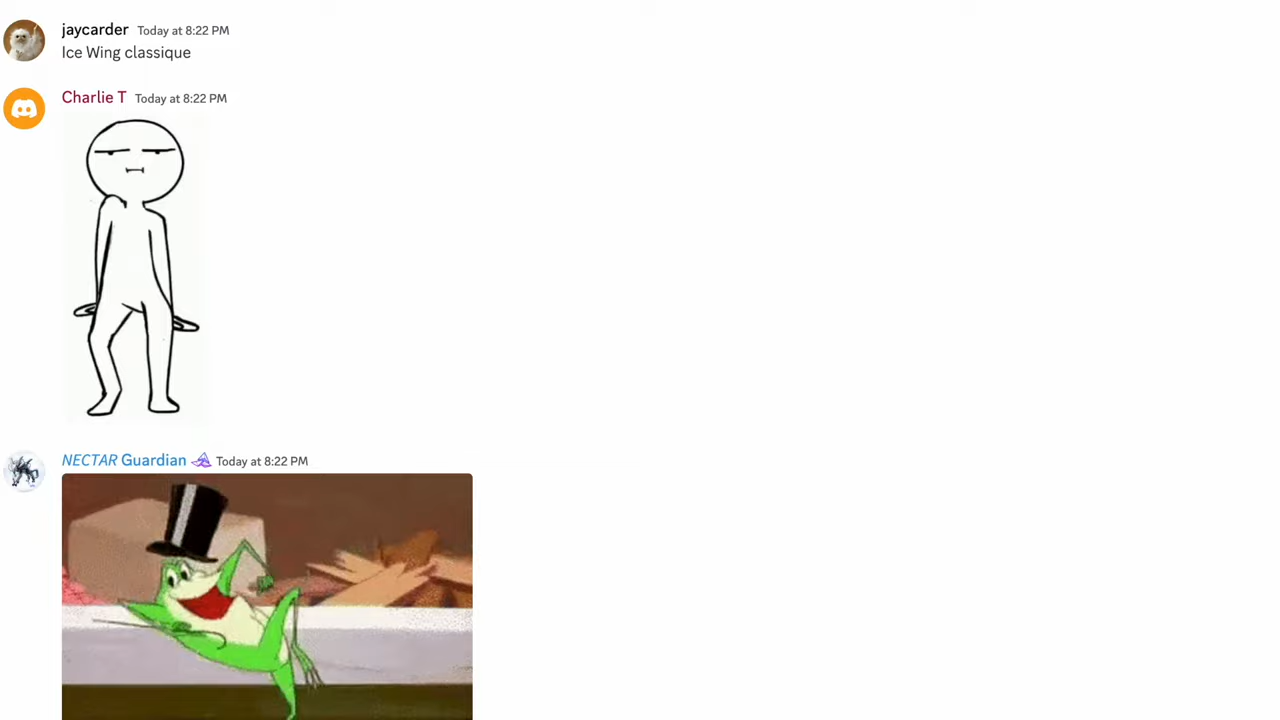 jaycarder Today at 8:22 PM
Ice Wing classique
Charlie T Today at 8:22 PM
NECTAR Guardian Today at 8:22 PM